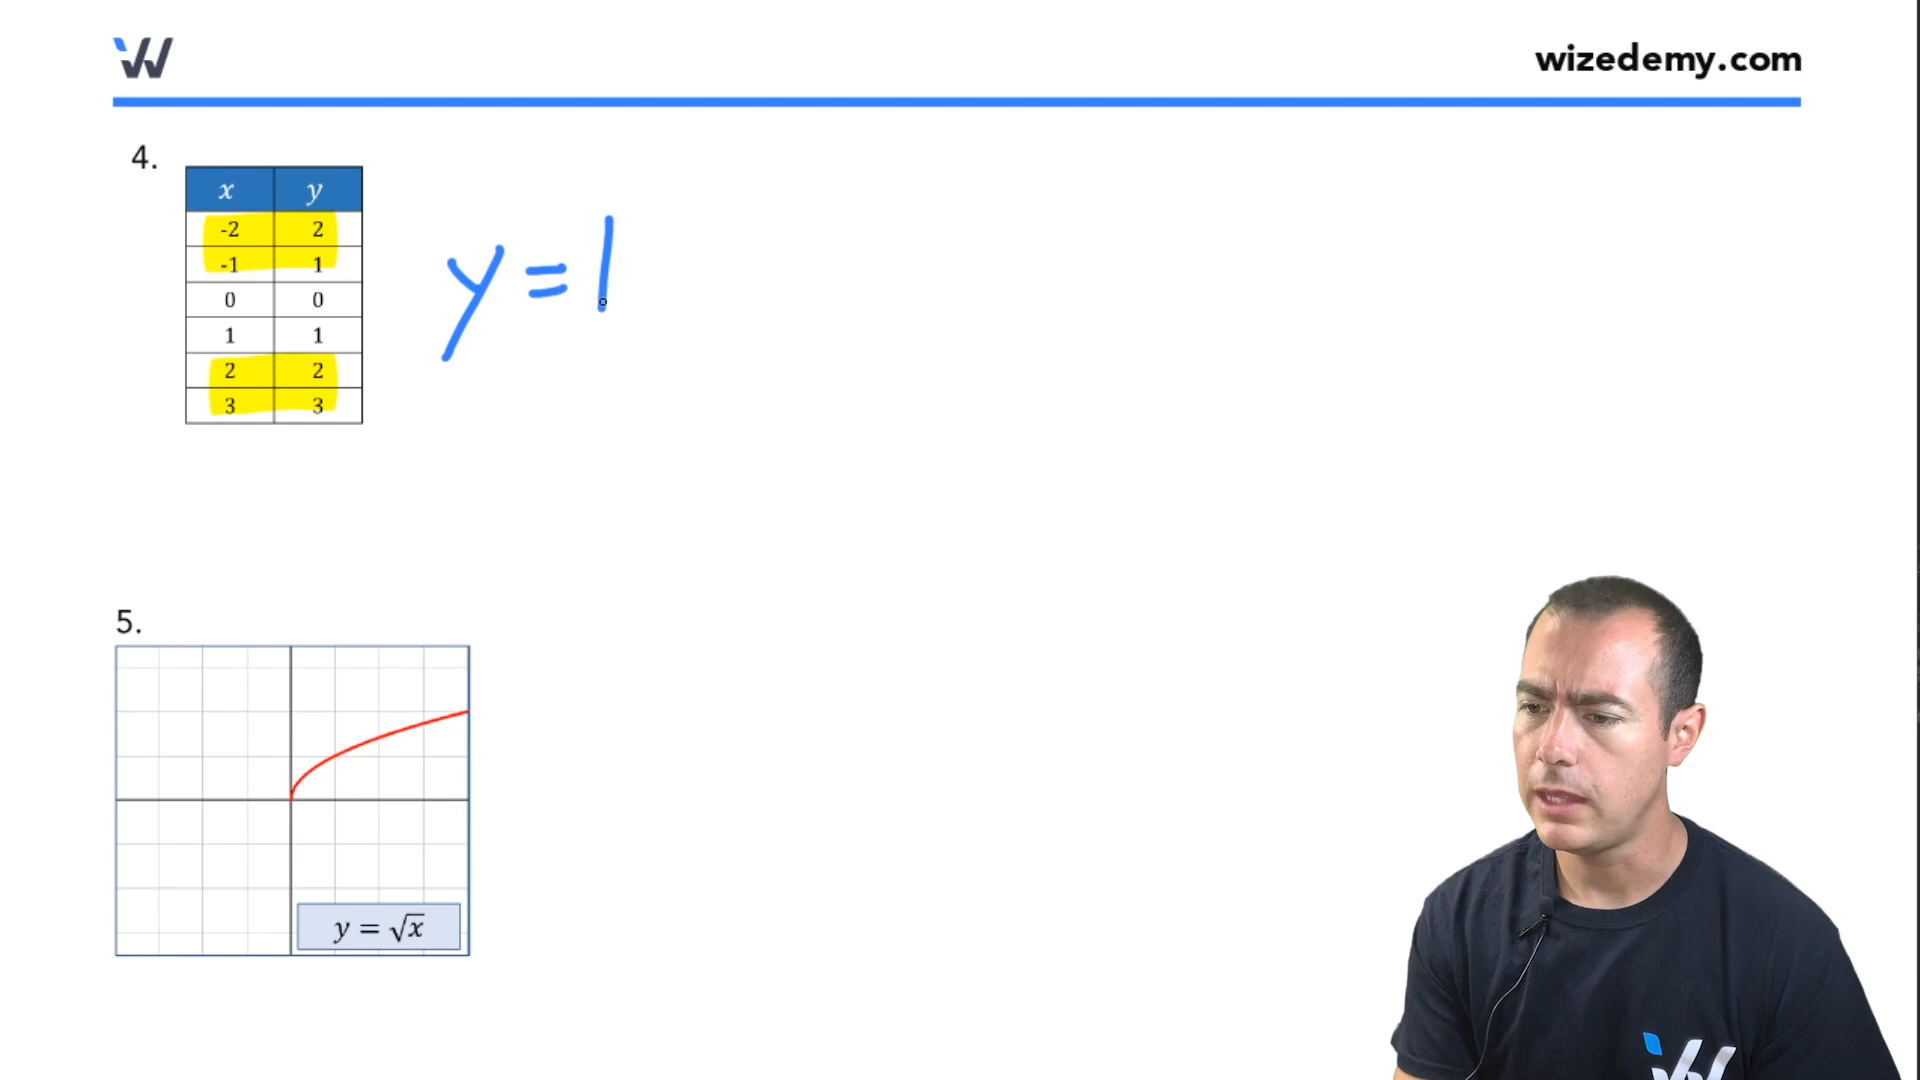 wizedemy.com
4.
x y
-2 2
-1 1
0 0
1 1
2 2
3 3
y = |
5.
y = √x